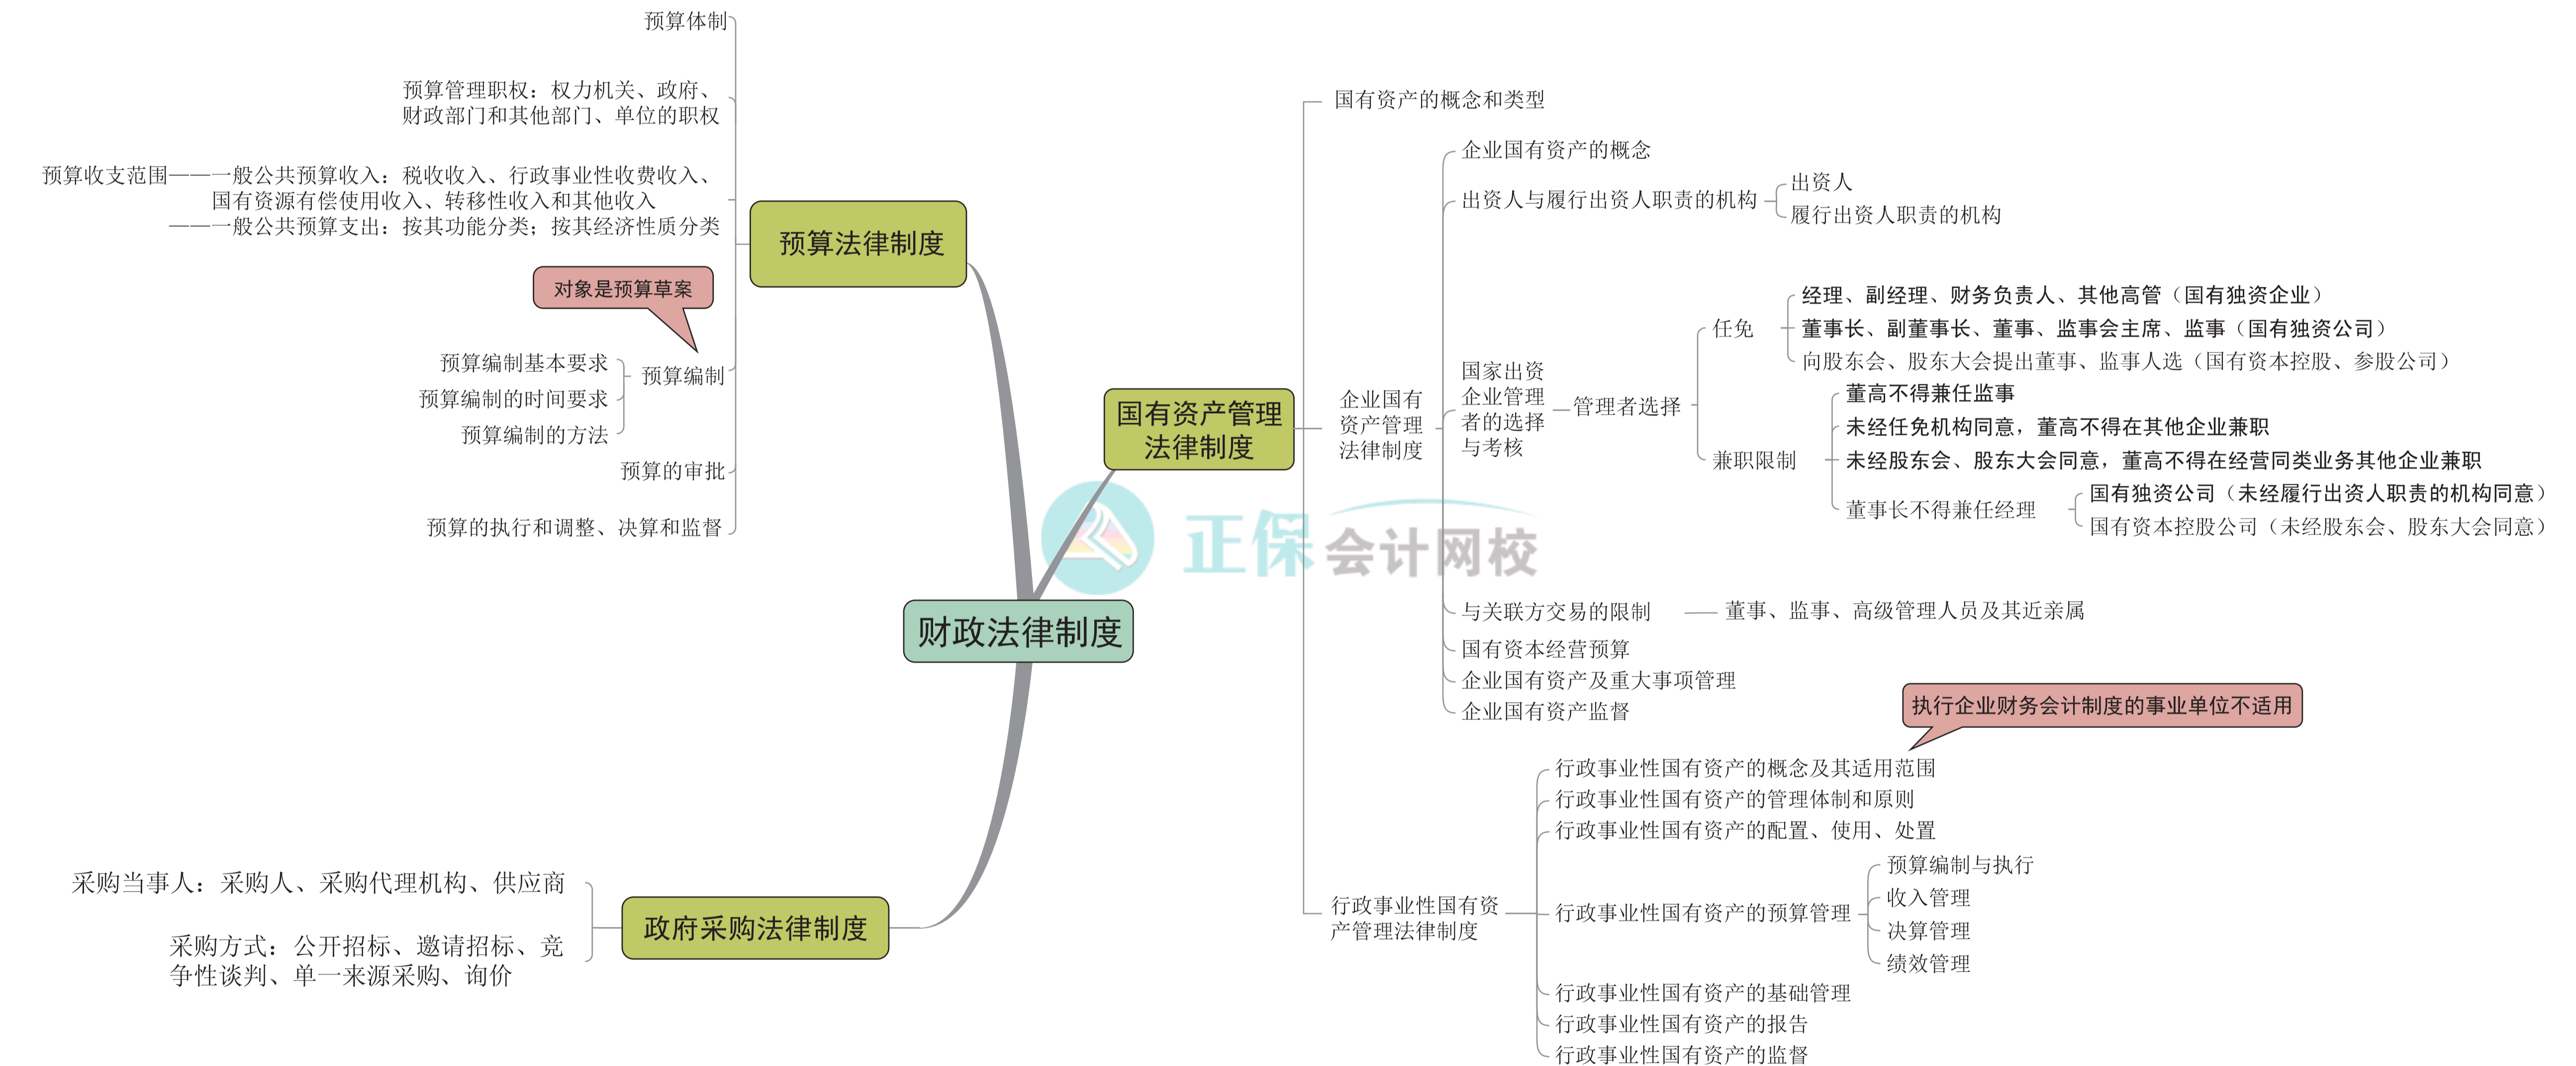 预算体制
预算管理职权：权力机关、政府、
财政部门和其他部门、单位的职权
预算收支范围——一般公共预算收入：税收收入、行政事业性收费收入、
国有资源有偿使用收入、转移性收入和其他收入
——一般公共预算支出：按其功能分类；按其经济性质分类
预算法律制度
对象是预算草案
预算编制基本要求
预算编制的时间要求
预算编制的方法
预算编制
预算的审批
预算的执行和调整、决算和监督
财政法律制度
采购当事人：采购人、采购代理机构、供应商
采购方式：公开招标、邀请招标、竞
争性谈判、单一来源采购、询价
政府采购法律制度
国有资产管理
法律制度
国有资产的概念和类型
企业国有
资产管理
法律制度
企业国有资产的概念
出资人与履行出资人职责的机构
出资人
履行出资人职责的机构
国家出资
企业管理
者的选择
与考核
管理者选择
任免
经理、副经理、财务负责人、其他高管（国有独资企业）
董事长、副董事长、董事、监事会主席、监事（国有独资公司）
向股东会、股东大会提出董事、监事人选（国有资本控股、参股公司）
兼职限制
董高不得兼任监事
未经任免机构同意，董高不得在其他企业兼职
未经股东会、股东大会同意，董高不得在经营同类业务其他企业兼职
董事长不得兼任经理
国有独资公司（未经履行出资人职责的机构同意）
国有资本控股公司（未经股东会、股东大会同意）
正保会计网校
与关联方交易的限制
董事、监事、高级管理人员及其近亲属
国有资本经营预算
企业国有资产及重大事项管理
企业国有资产监督
执行企业财务会计制度的事业单位不适用
行政事业性国有资
产管理法律制度
行政事业性国有资产的概念及其适用范围
行政事业性国有资产的管理体制和原则
行政事业性国有资产的配置、使用、处置
行政事业性国有资产的预算管理
预算编制与执行
收入管理
决算管理
绩效管理
行政事业性国有资产的基础管理
行政事业性国有资产的报告
行政事业性国有资产的监督